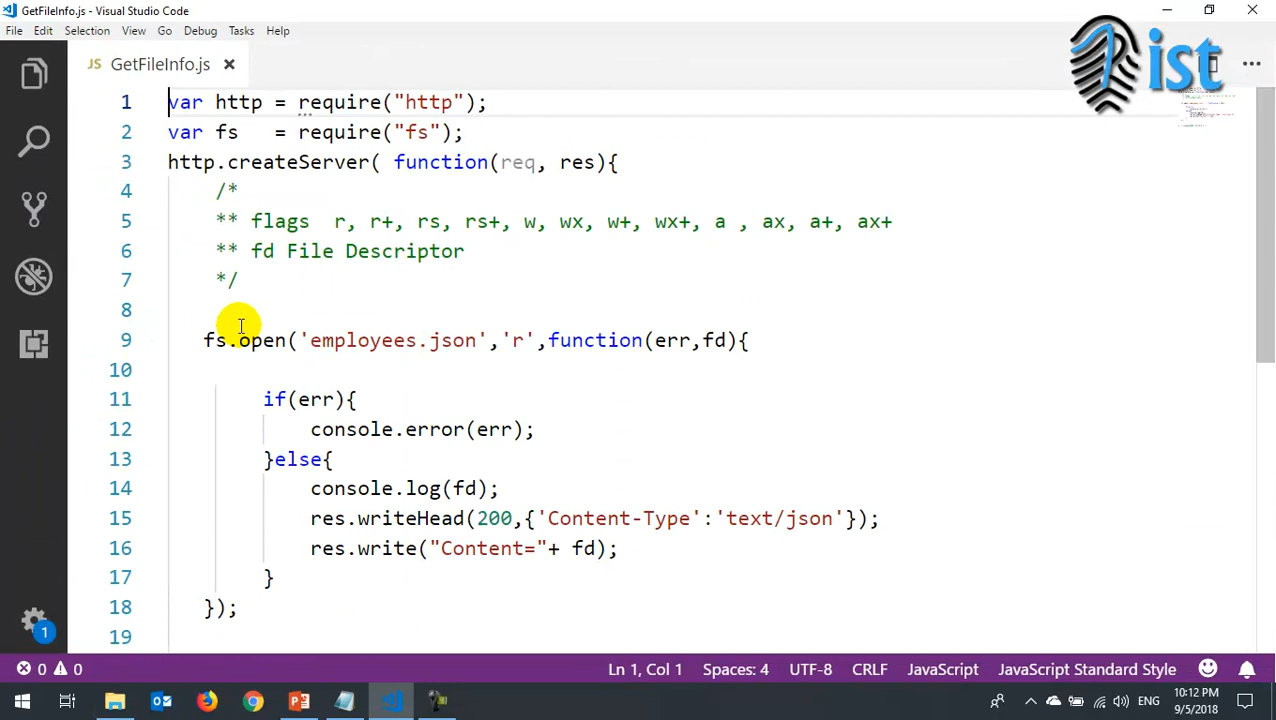 GetFileInfo.js - Visual Studio Code
File Edit Selection View Go Debug Tasks Help
ist
JS GetFileInfo.js
1 var http = require("http");
2 var fs   = require("fs");
3 http.createServer( function(req, res){
4 /*
5 ** flags  r, r+, rs, rs+, w, wx, w+, wx+, a , ax, a+, ax+
6 ** fd File Descriptor
7 */
8
9 fs.open('employees.json','r',function(err,fd){
10
11 if(err){
12 console.error(err);
13 }else{
14 console.log(fd);
15 res.writeHead(200,{'Content-Type':'text/json'});
16 res.write("Content="+ fd);
17 }
18 });
19
1
0 0 Ln 1, Col 1 Spaces: 4 UTF-8 CRLF JavaScript JavaScript Standard Style
ENG 10:12 PM
9/5/2018